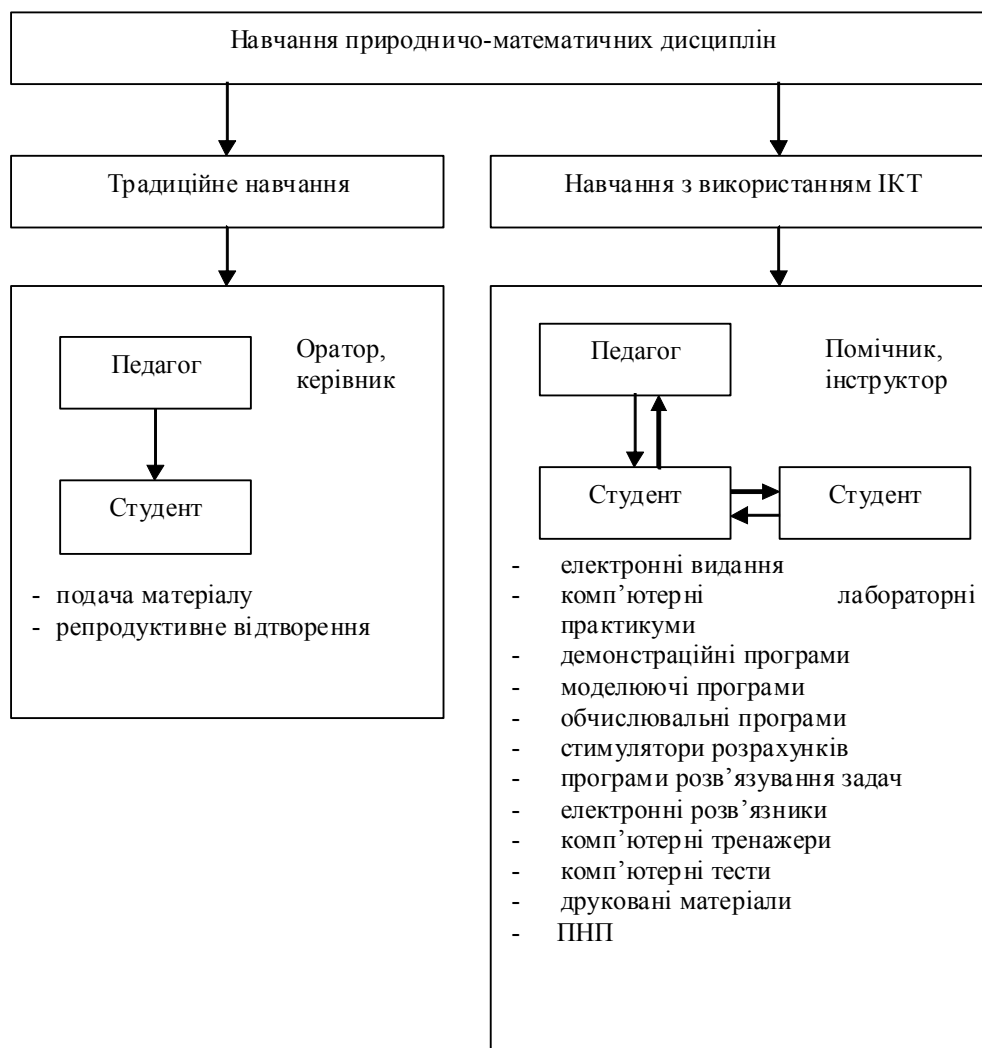 Навчання природничо-математичних дисциплін
Традиційне навчання
Навчання з використанням ІКТ
Педагог
Оратор,
керівник
Студент
- подача матеріалу
- репродуктивне відтворення
Педагог
Помічник,
інструктор
Студент
Студент
- електронні видання
- комп’ютерні лабораторні
практикуми
- демонстраційні програми
- моделюючі програми
- обчислювальні програми
- стимулятори розрахунків
- програми розв’язування задач
- електронні розв’язники
- комп’ютерні тренажери
- комп’ютерні тести
- друковані матеріали
- ПНП